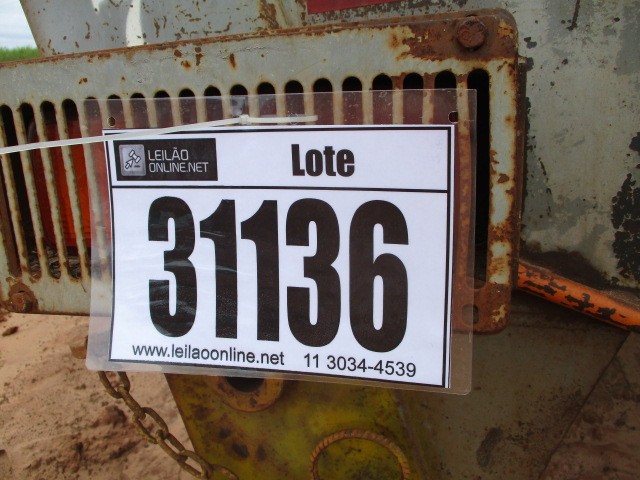 LEILÃO
ONLINE.NET
Lote
31136
www.leilaoonline.net 11 3034-4539